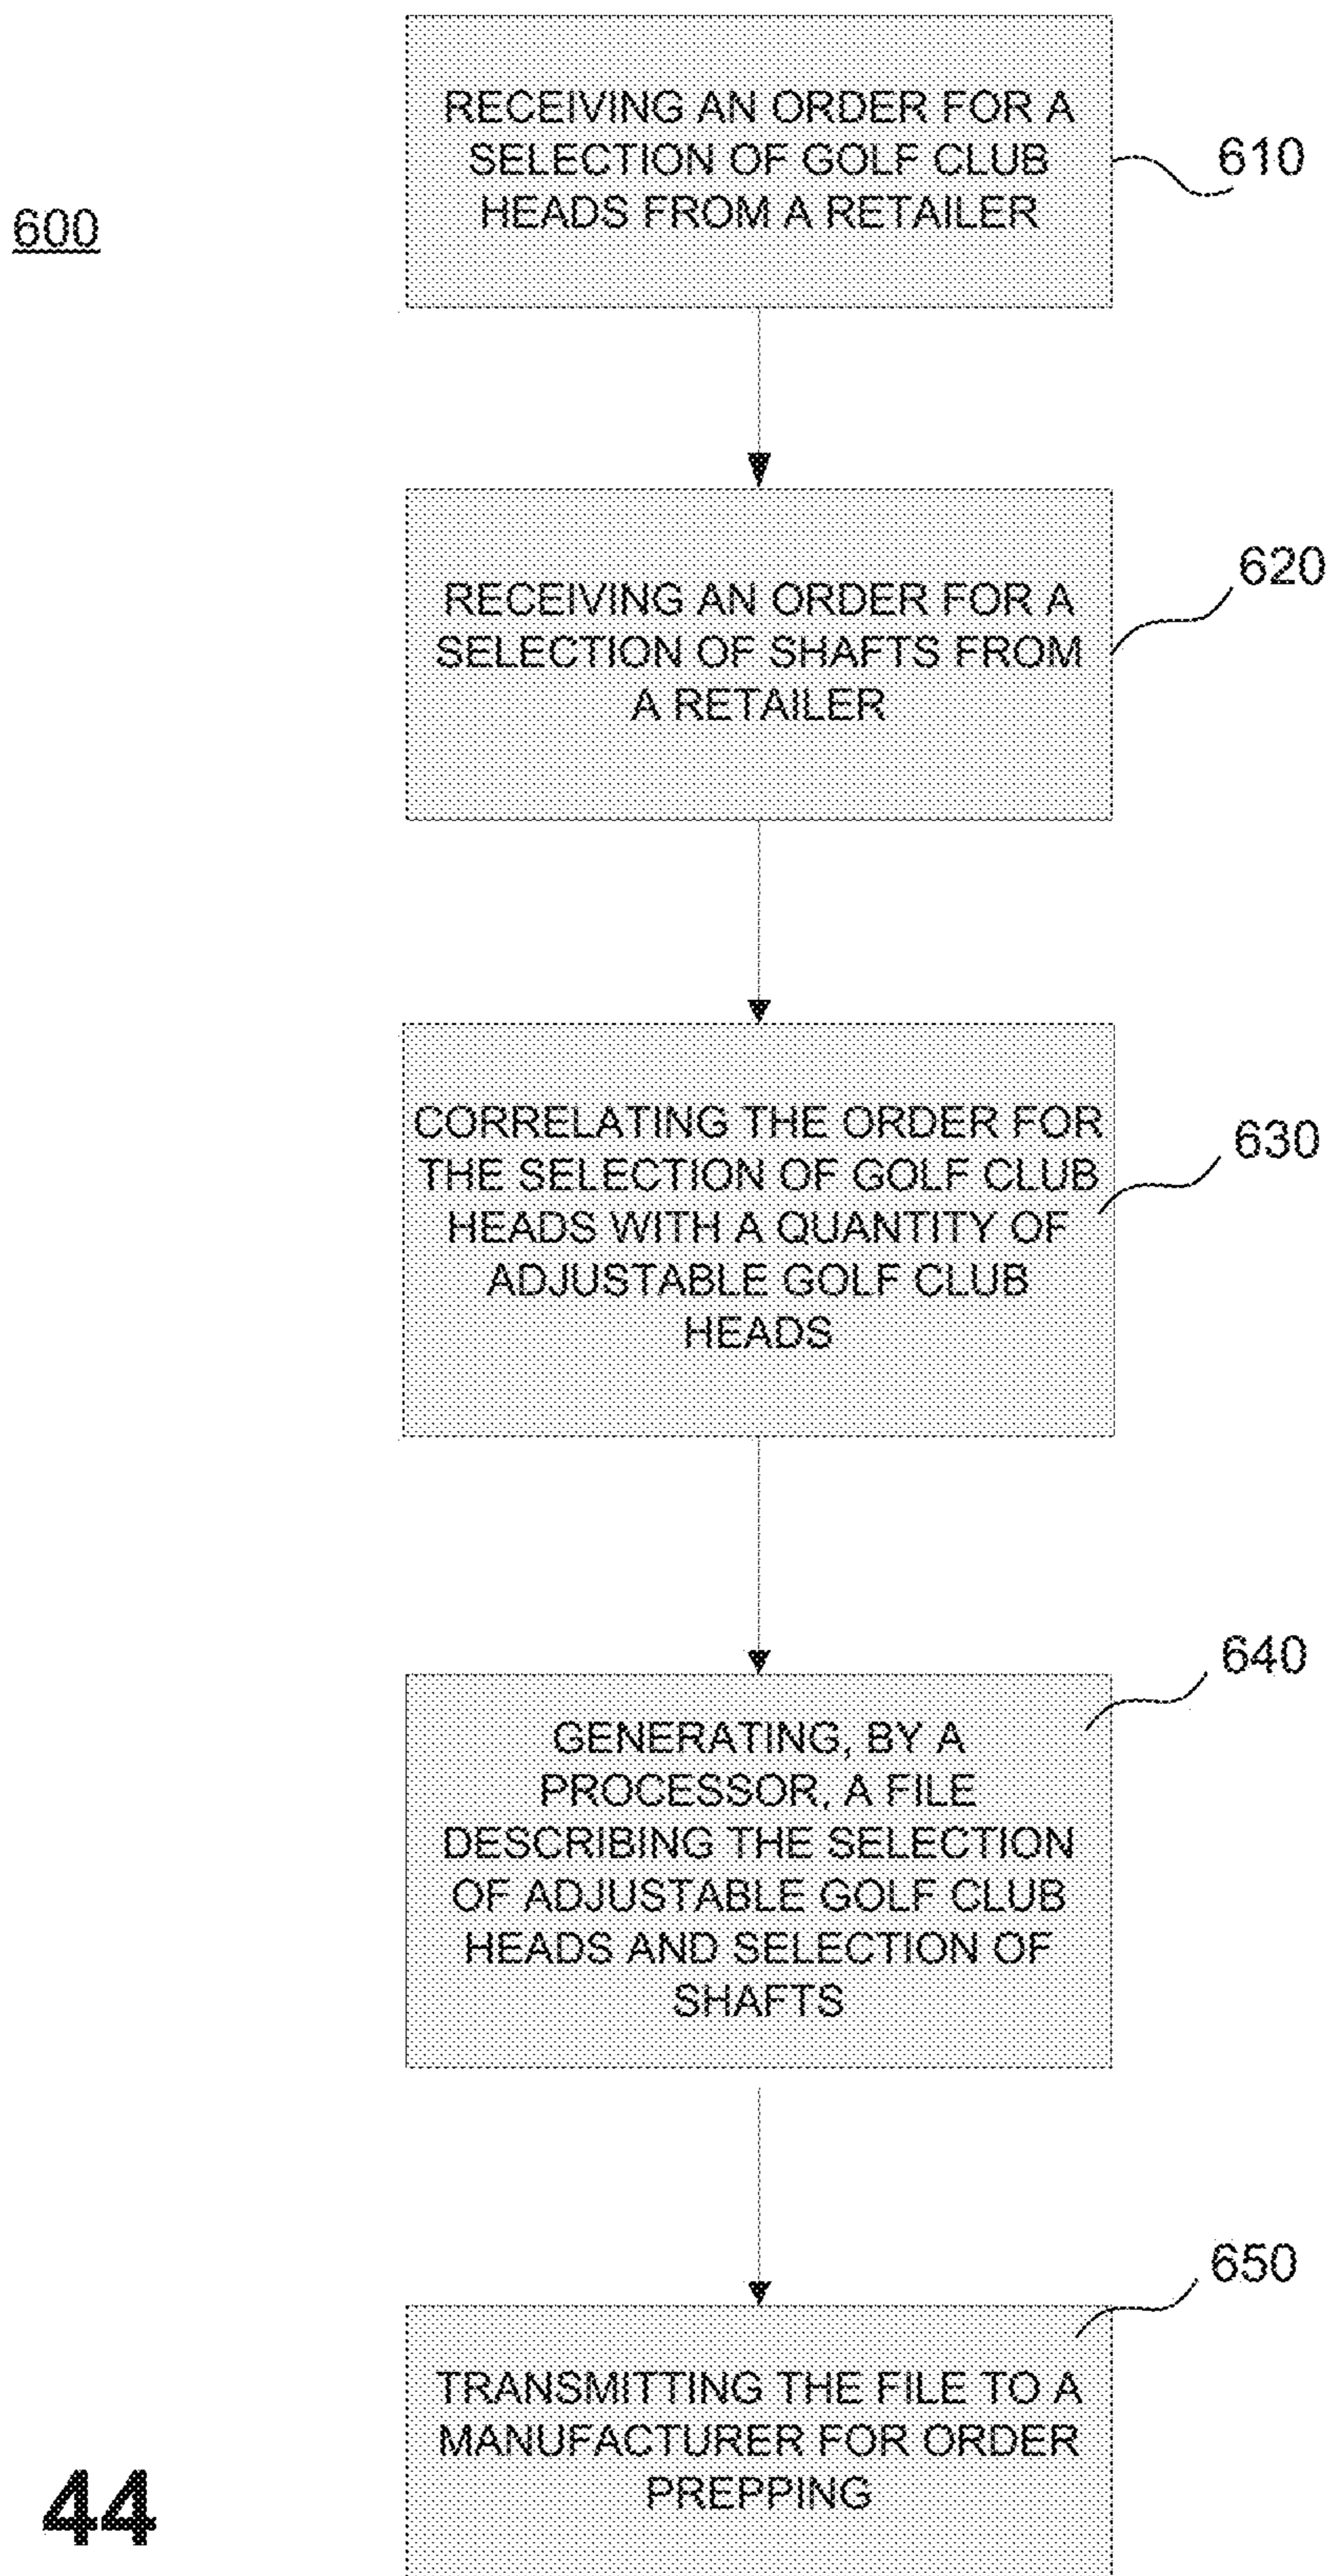 600
RECEIVING AN ORDER FOR A
SELECTION OF GOLF CLUB
HEADS FROM A RETAILER
610
RECEIVING AN ORDER FOR A
SELECTION OF SHAFTS FROM
A RETAILER
620
CORRELATING THE ORDER FOR
THE SELECTION OF GOLF CLUB
HEADS WITH A QUANTITY OF
ADJUSTABLE GOLF CLUB
HEADS
630
GENERATING, BY A
PROCESSOR, A FILE
DESCRIBING THE SELECTION
OF ADJUSTABLE GOLF CLUB
HEADS AND SELECTION OF
SHAFTS
640
TRANSMITTING THE FILE TO A
MANUFACTURER FOR ORDER
PREPPING
650
44